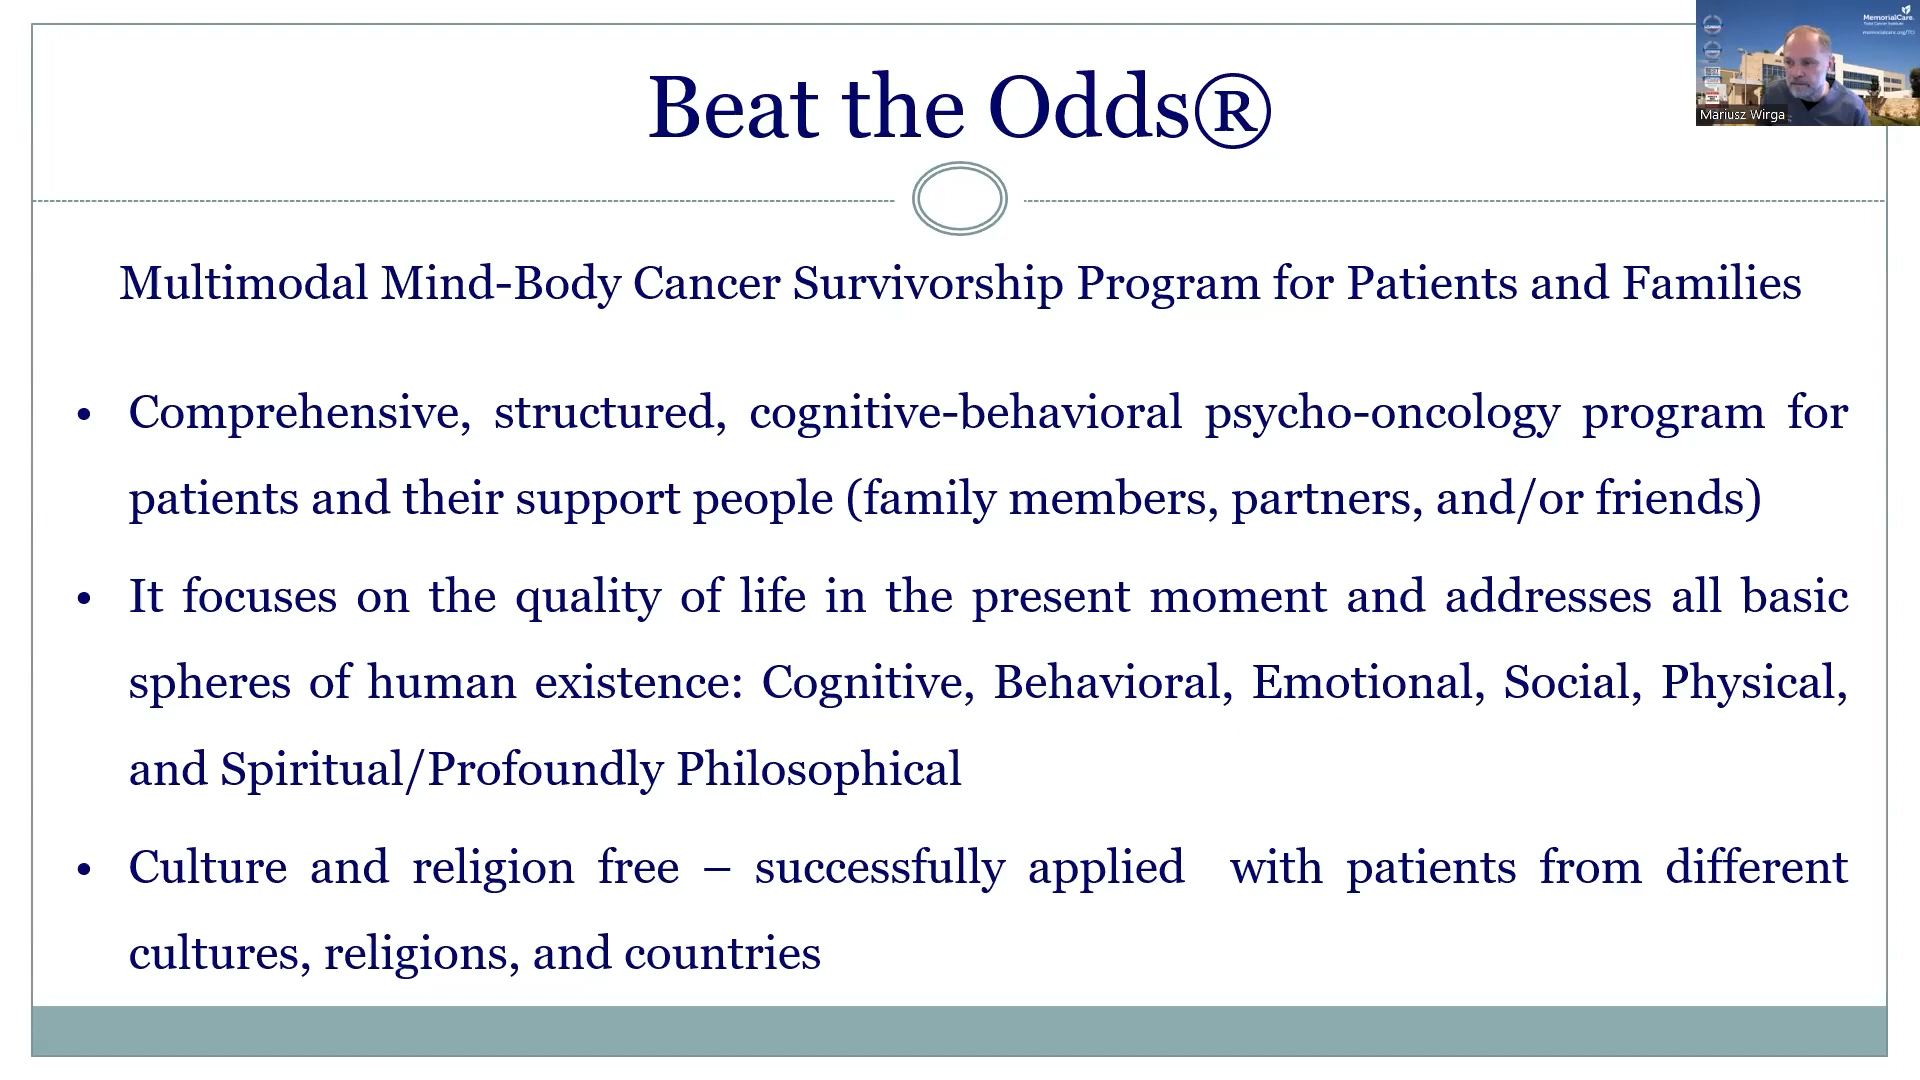 Beat the Odds®
MemorialCare.
Mariusz Wirga
Multimodal Mind-Body Cancer Survivorship Program for Patients and Families
• Comprehensive, structured, cognitive-behavioral psycho-oncology program for
patients and their support people (family members, partners, and/or friends)
• It focuses on the quality of life in the present moment and addresses all basic
spheres of human existence: Cognitive, Behavioral, Emotional, Social, Physical,
and Spiritual/Profoundly Philosophical
• Culture and religion free – successfully applied  with patients from different
cultures, religions, and countries